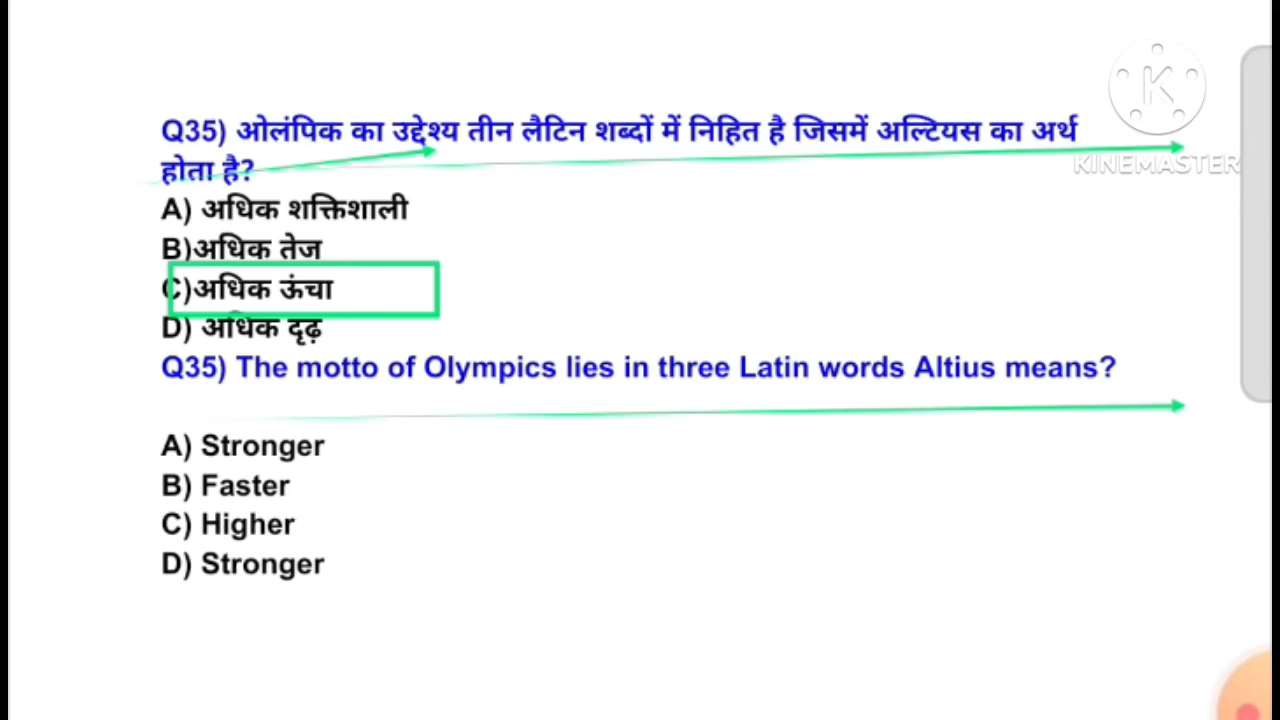 Q35) ओलंपिक का उद्देश्य तीन लैटिन शब्दों में निहित है जिसमें अल्टियस का अर्थ
होता है?
A) अधिक शक्तिशाली
B)अधिक तेज
C)अधिक ऊंचा
D) अधिक दृढ़
Q35) The motto of Olympics lies in three Latin words Altius means?
A) Stronger
B) Faster
C) Higher
D) Stronger
K
KINEMASTER